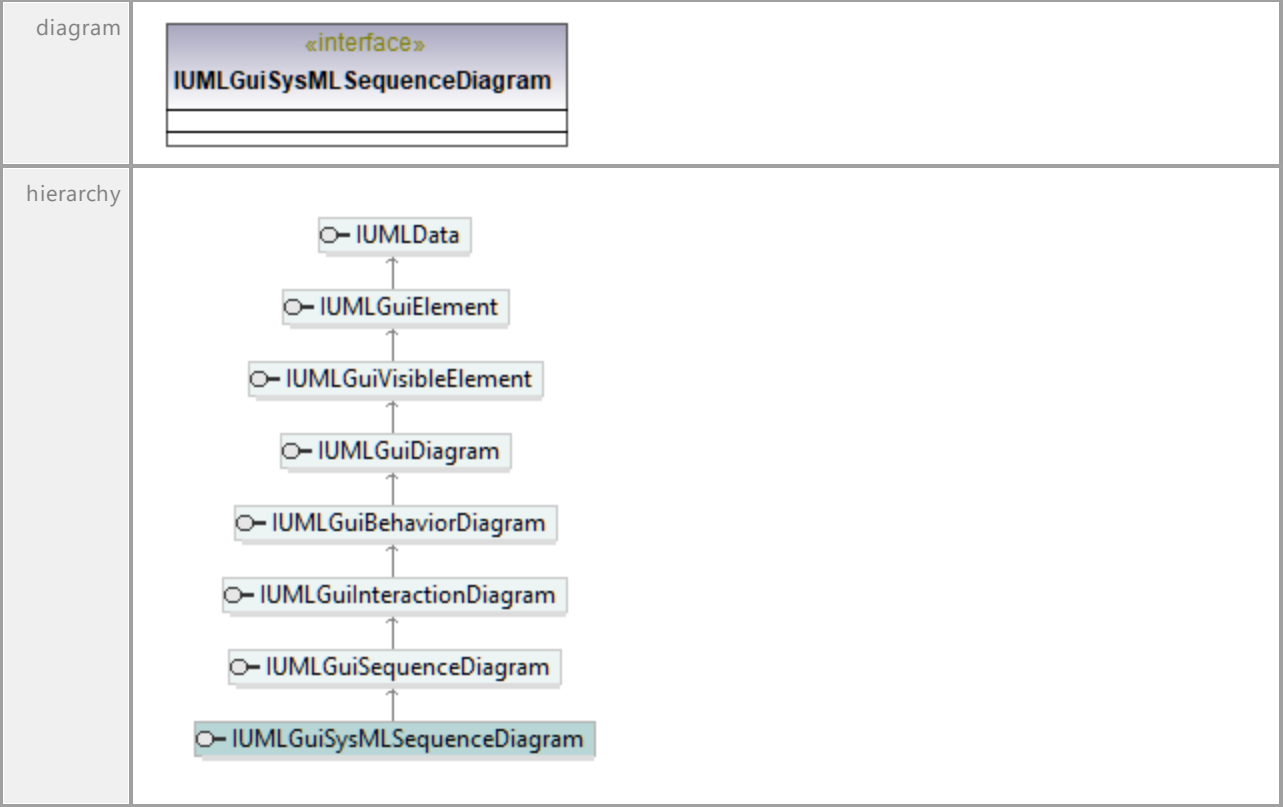 diagram
«interface»
IUMLGuiSysMLSequenceDiagram
hierarchy
IUMLData
IUMLGuiElement
IUMLGuiVisibleElement
IUMLGuiDiagram
IUMLGuiBehaviorDiagram
IUMLGuiInteractionDiagram
IUMLGuiSequenceDiagram
IUMLGuiSysMLSequenceDiagram